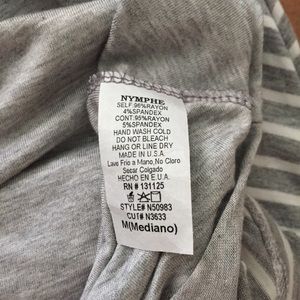 NYMPHE
SELF:96%RAYON
4%SPANDEX
CONT:95%RAYON
5%SPANDEX
HAND WASH COLD
DO NOT BLEACH
HANG OR LINE DRY
MADE IN U.S.A.
Lave Frio a Mano,No Cloro
Secar Colgado
HECHO EN E.U.A.
RN # 131125
STYLE# N50983
CUT# N3633
M(Mediano)